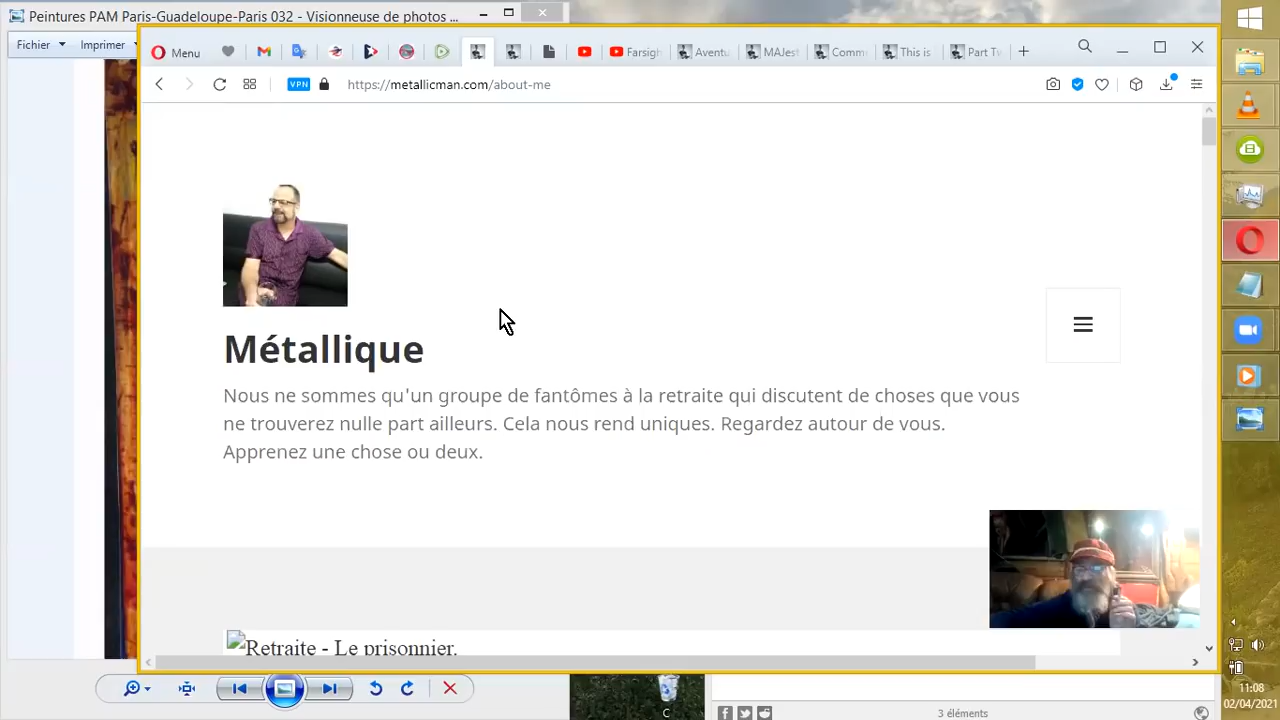 Peintures PAM Paris-Guadeloupe-Paris 032 - Visionneuse de photos ...
Fichier
Imprimer
Menu
Farsigh
Aventu
MAJest
Comm
This is
Part Tw
VPN
https://metallicman.com/about-me
Métallique
Nous ne sommes qu'un groupe de fantômes à la retraite qui discutent de choses que vous
ne trouverez nulle part ailleurs. Cela nous rend uniques. Regardez autour de vous.
Apprenez une chose ou deux.
Retraite - Le prisonnier.
C
3 éléments
11:08
02/04/2021